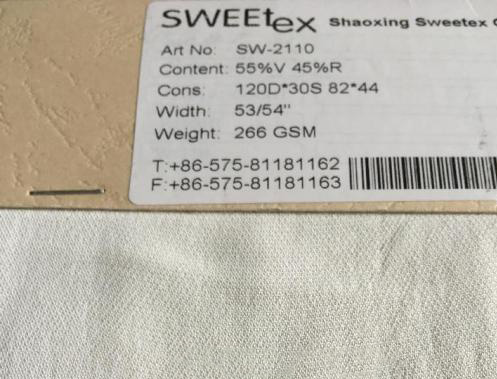 SWEEtex Shaoxing Sweetex
Art No: SW-2110
Content: 55%V 45%R
Cons: 120D*30S 82*44
Width: 53/54"
Weight: 266 GSM
T:+86-575-81181162
F:+86-575-81181163